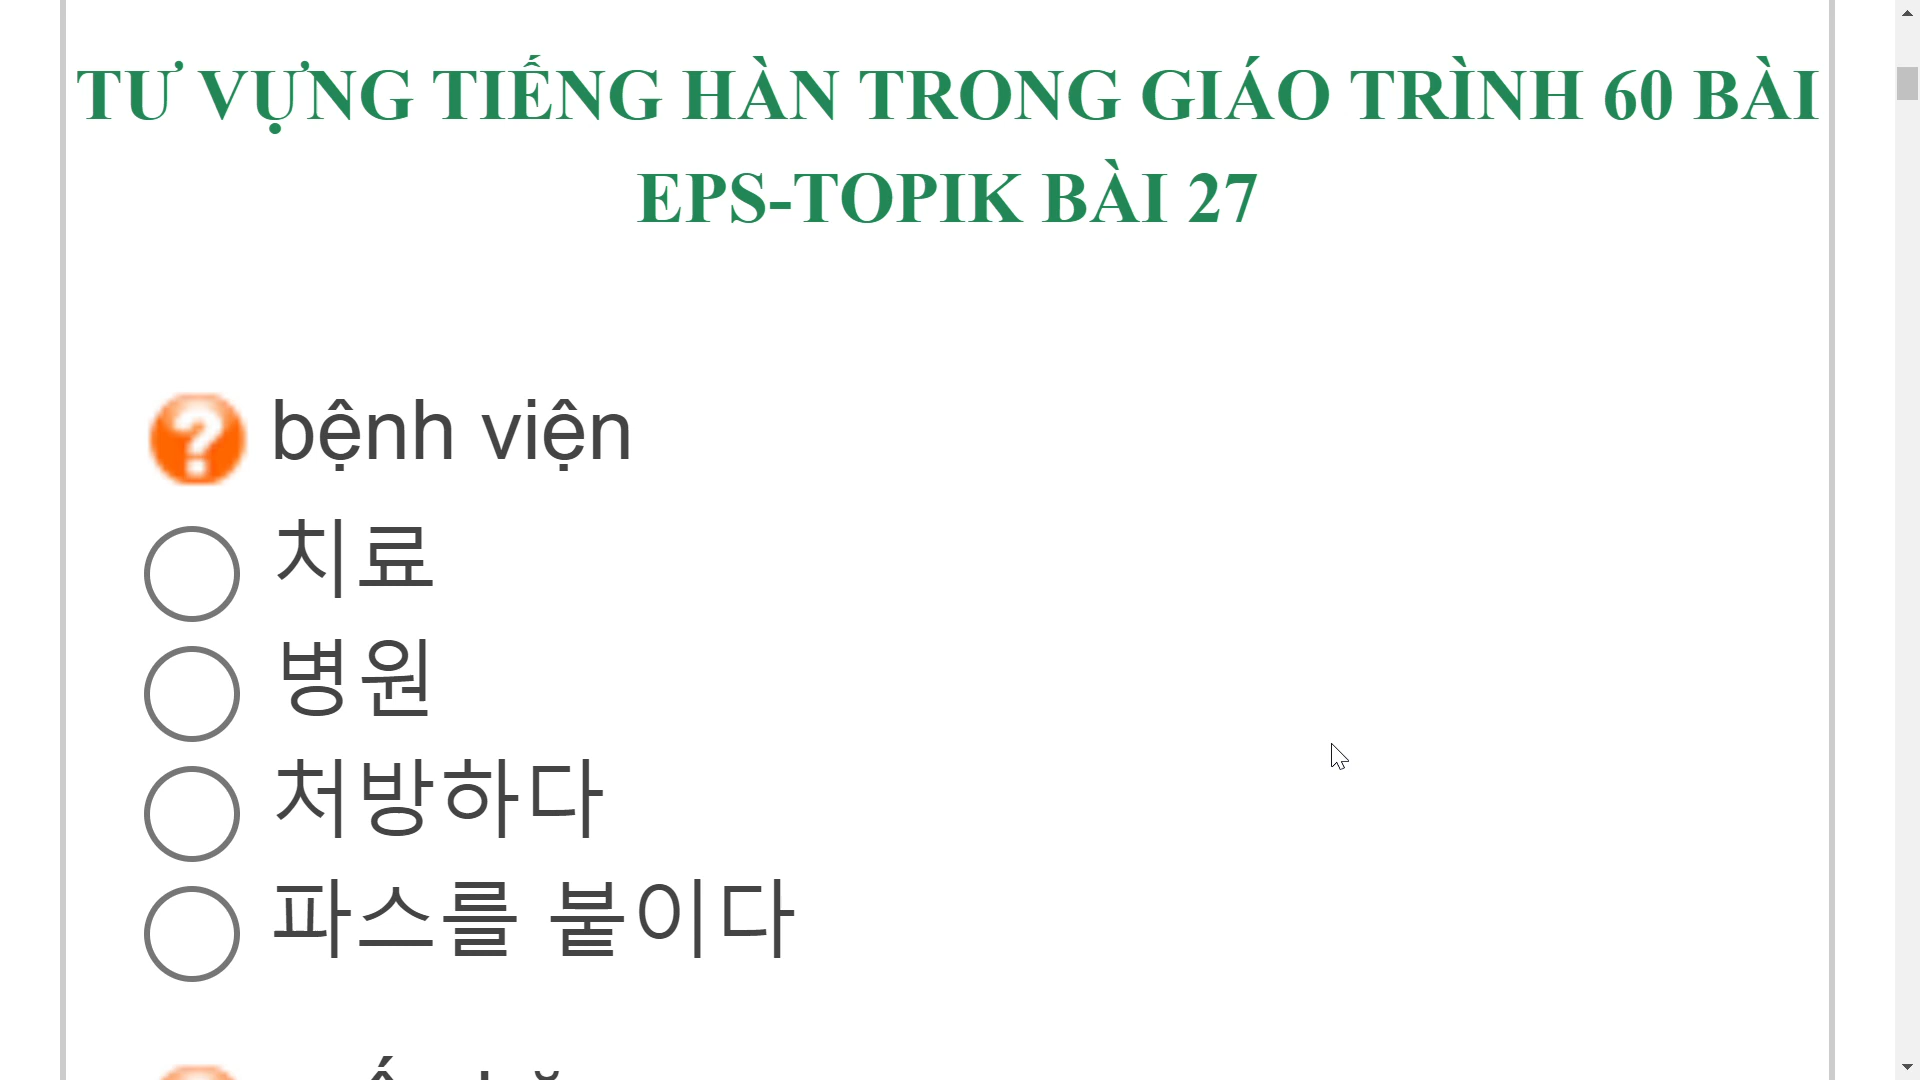 TƯ VỰNG TIẾNG HÀN TRONG GIÁO TRÌNH 60 BÀI
EPS-TOPIK BÀI 27
bệnh viện
치료
병원
처방하다
파스를 붙이다